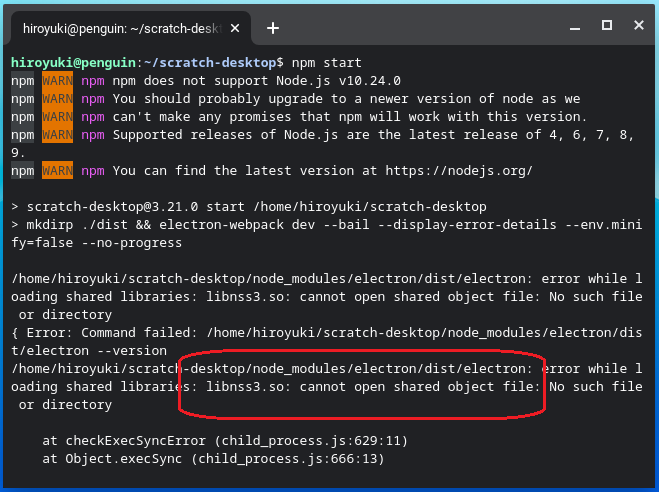 hiroyuki@penguin: ~/scratch-desk
hiroyuki@penguin:~/scratch-desktop$ npm start
npm WARN npm npm does not support Node.js v10.24.0
npm WARN npm You should probably upgrade to a newer version of node as we
npm WARN npm can't make any promises that npm will work with this version.
npm WARN npm Supported releases of Node.js are the latest release of 4, 6, 7, 8,
9.
npm WARN npm You can find the latest version at https://nodejs.org/
> scratch-desktop@3.21.0 start /home/hiroyuki/scratch-desktop
> mkdirp ./dist && electron-webpack dev --bail --display-error-details --env.mini
fy=false --no-progress
/home/hiroyuki/scratch-desktop/node_modules/electron/dist/electron: error while l
oading shared libraries: libnss3.so: cannot open shared object file: No such file
or directory
{ Error: Command failed: /home/hiroyuki/scratch-desktop/node_modules/electron/dis
t/electron --version
/home/hiroyuki/scratch-desktop/node_modules/electron/dist/electron: error while l
oading shared libraries: libnss3.so: cannot open shared object file: No such file
or directory
at checkExecSyncError (child_process.js:629:11)
at Object.execSync (child_process.js:666:13)